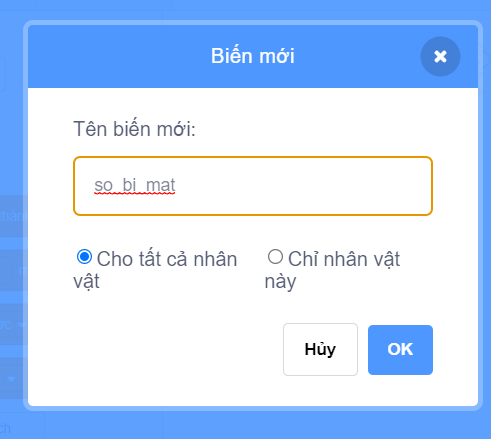 Biến mới
Tên biến mới:
so_bi_mat
Cho tất cả nhân vật
Chỉ nhân vật này
Hủy
OK